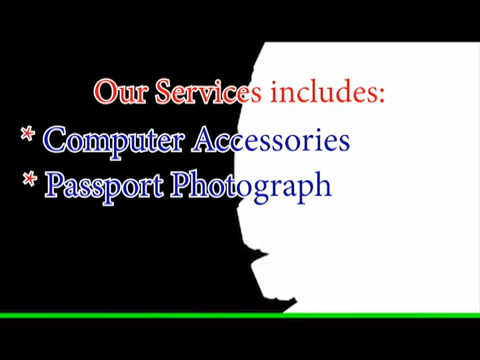 Our Services includes:
* Computer Accessories
* Passport Photograph